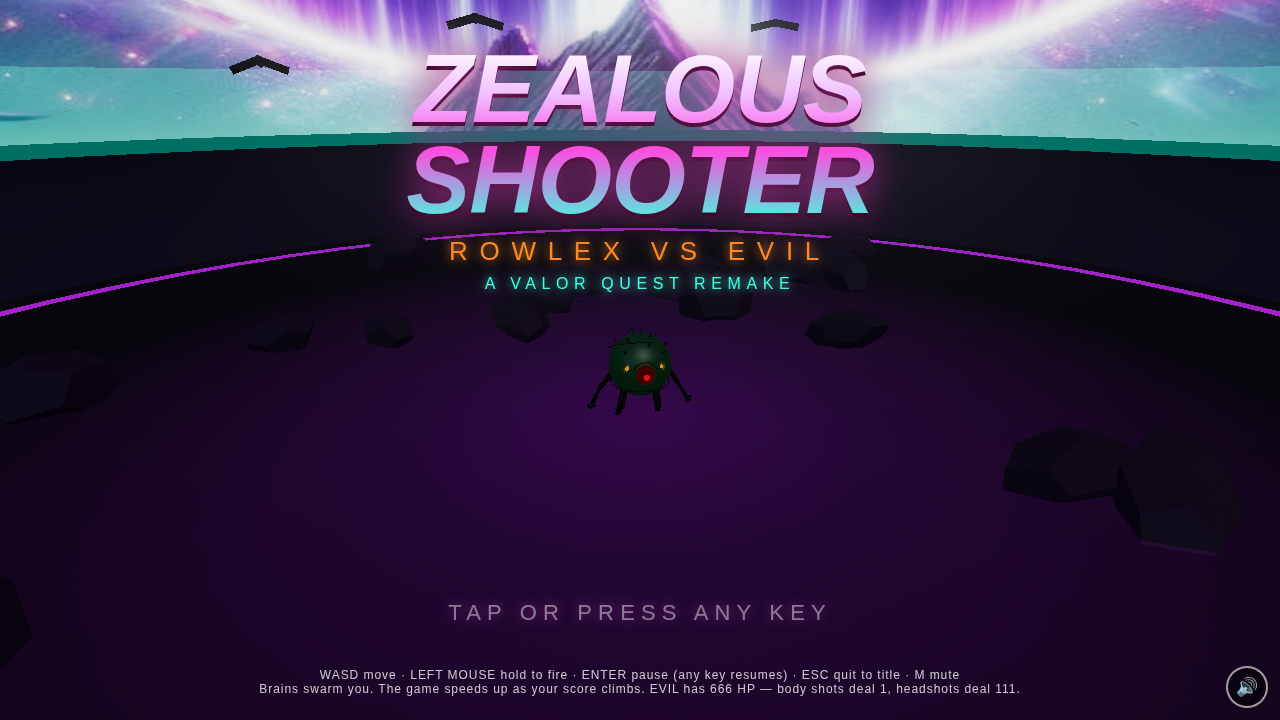 ZEALOUS
SHOOTER
ROWLEX VS EVIL
A VALOR QUEST REMAKE
TAP OR PRESS ANY KEY
WASD move · LEFT MOUSE hold to fire · ENTER pause (any key resumes) · ESC quit to title · M mute
Brains swarm you. The game speeds up as your score climbs. EVIL has 666 HP — body shots deal 1, headshots deal 111.